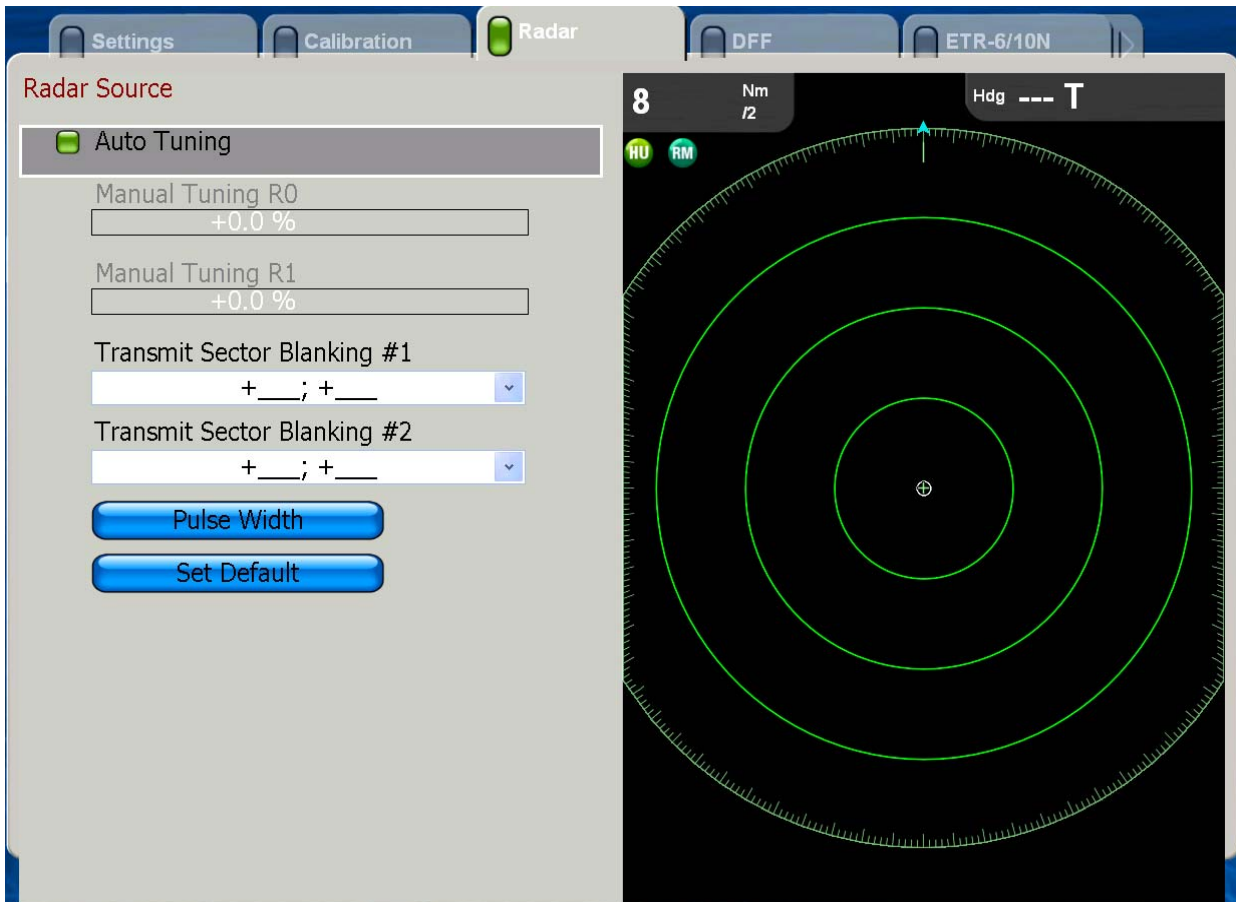 Settings
Calibration
Radar
DFF
ETR-6/10N
Radar Source
Auto Tuning
Manual Tuning R0
+0.0 %
Manual Tuning R1
+0.0 %
Transmit Sector Blanking #1
+___; +___
Transmit Sector Blanking #2
+___; +___
Pulse Width
Set Default
8 Nm
/2
Hdg --- T
HU RM